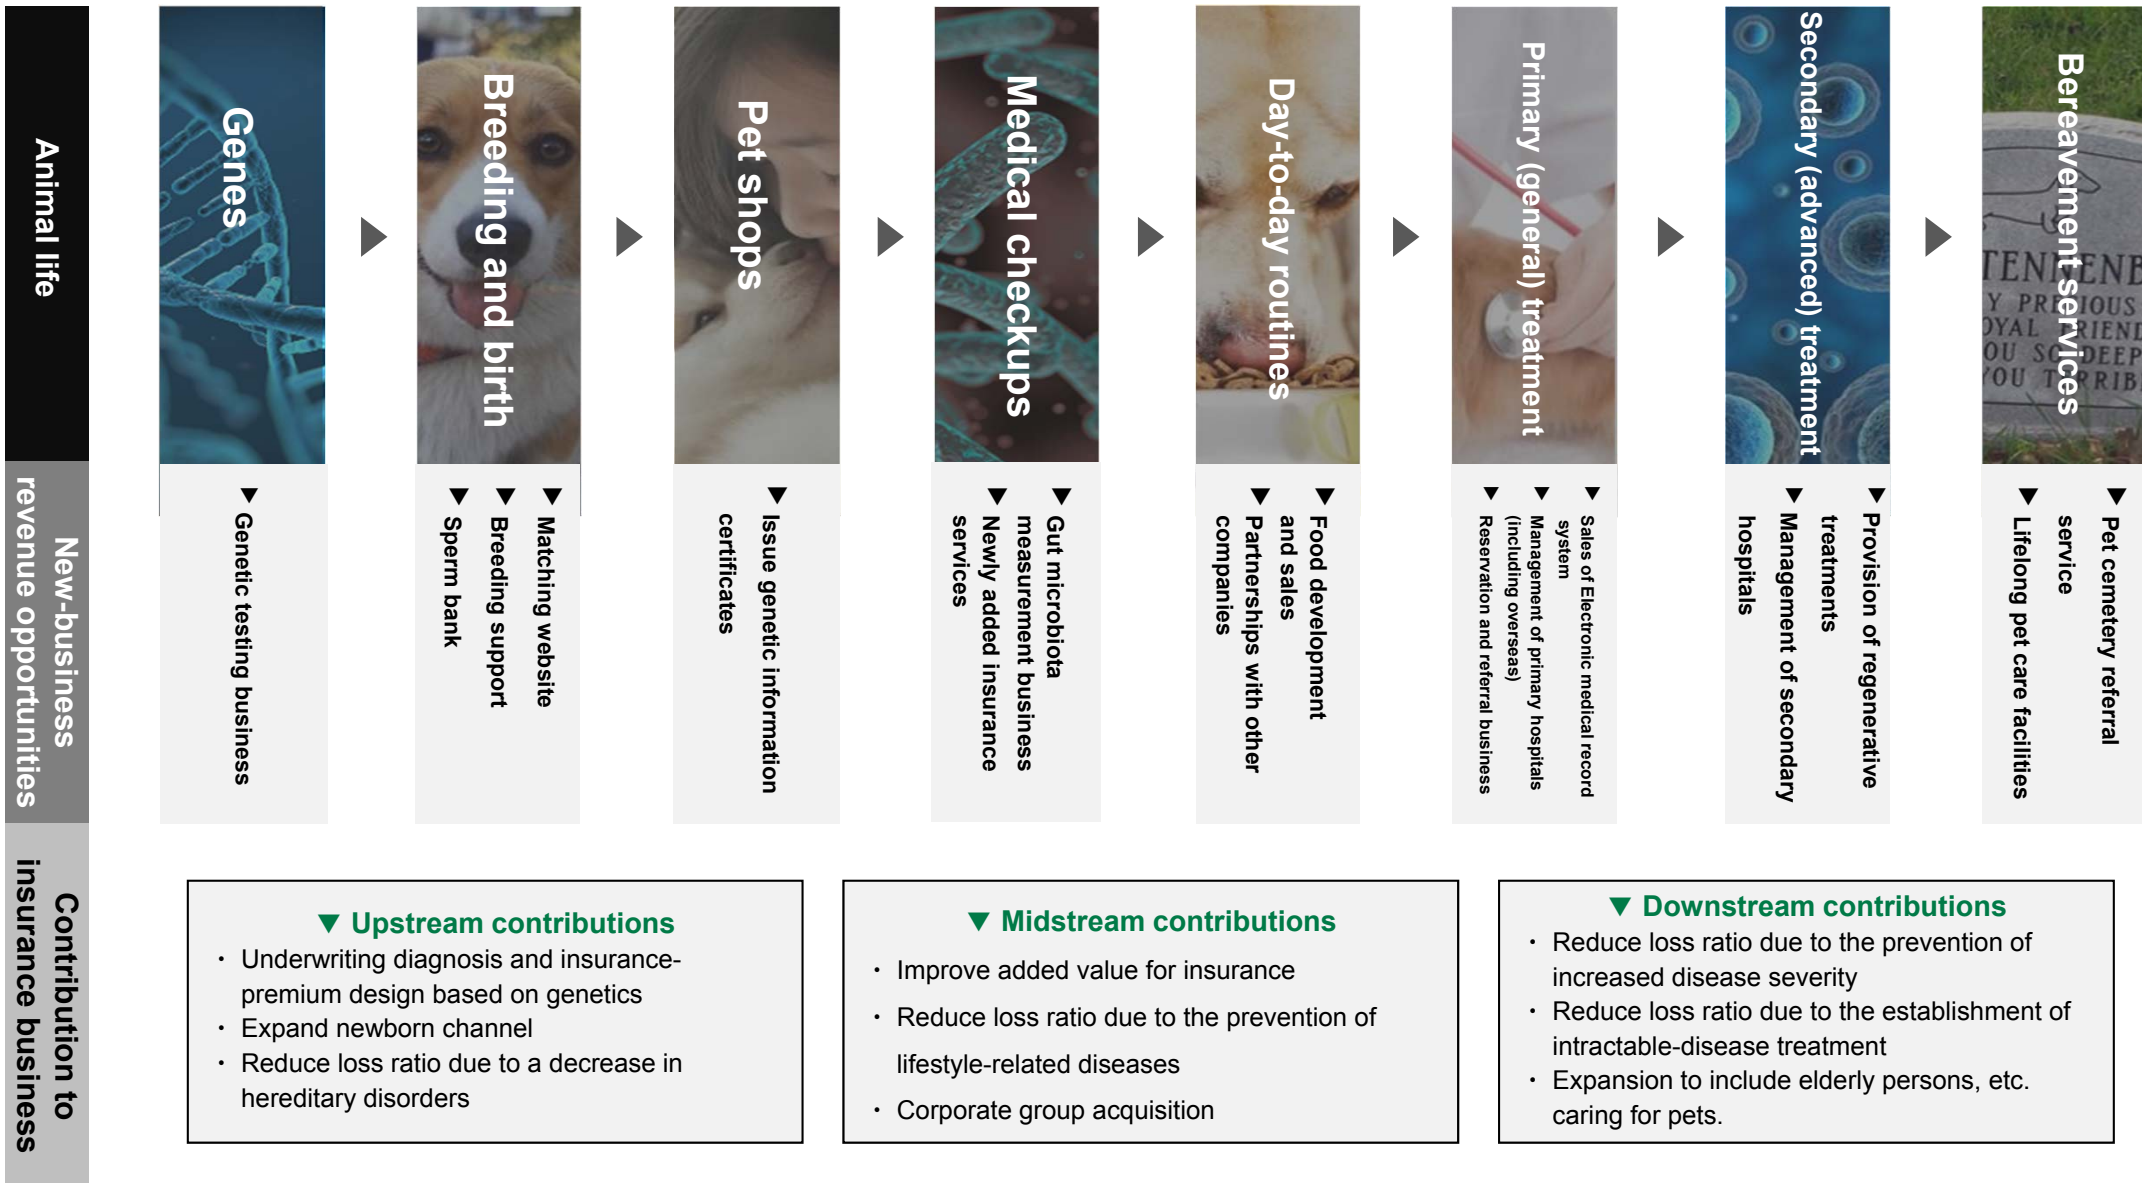 Animal life
Genes
Breeding and birth
Pet shops
Medical checkups
Day-to-day routines
Primary (general) treatment
Secondary (advanced) treatment
Bereavement services
PRECIOUS
SO DEEP
New-business
revenue opportunities
▼ Genetic testing business
▼ Matching website
▼ Breeding support
▼ Sperm bank
▼ Issue genetic information
certificates
▼ Gut microbiota
measurement business
▼ Newly added insurance
services
▼ Food development
and sales
▼ Partnerships with other
companies
▼ Sales of Electronic medical record
system
▼ Management of primary hospitals
(including overseas)
▼ Reservation and referral business
▼ Provision of regenerative
treatments
▼ Management of secondary
hospitals
▼ Pet cemetery referral
service
▼ Lifelong pet care facilities
Contribution to
insurance business
▼ Upstream contributions
・ Underwriting diagnosis and insurance-
premium design based on genetics
・ Expand newborn channel
・ Reduce loss ratio due to a decrease in
hereditary disorders
▼ Midstream contributions
・ Improve added value for insurance
・ Reduce loss ratio due to the prevention of
lifestyle-related diseases
・ Corporate group acquisition
▼ Downstream contributions
・ Reduce loss ratio due to the prevention of
increased disease severity
・ Reduce loss ratio due to the establishment of
intractable-disease treatment
・ Expansion to include elderly persons, etc.
caring for pets.